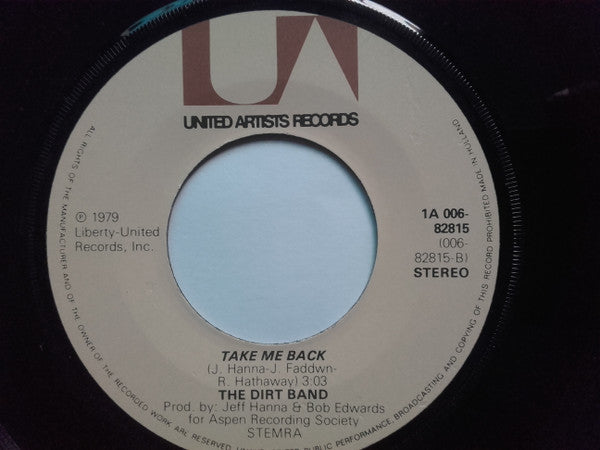 UA
UNITED ARTISTS RECORDS
℗ 1979
Liberty-United
Records, Inc.
1A 006-
82815
(006-
82815-B)
STEREO
TAKE ME BACK
(J. Hanna-J. Faddwn-
R. Hathaway) 3:03
THE DIRT BAND
Prod. by: Jeff Hanna & Bob Edwards
for Aspen Recording Society
STEMRA
ALL RIGHTS OF THE MANUFACTURER AND OF THE OWNER OF THE RECORDED WORK ARE RESERVED. PUBLIC PERFORMANCE, BROADCASTING AND COPYING OF THIS RECORD PROHIBITED MADE IN HOLLAND